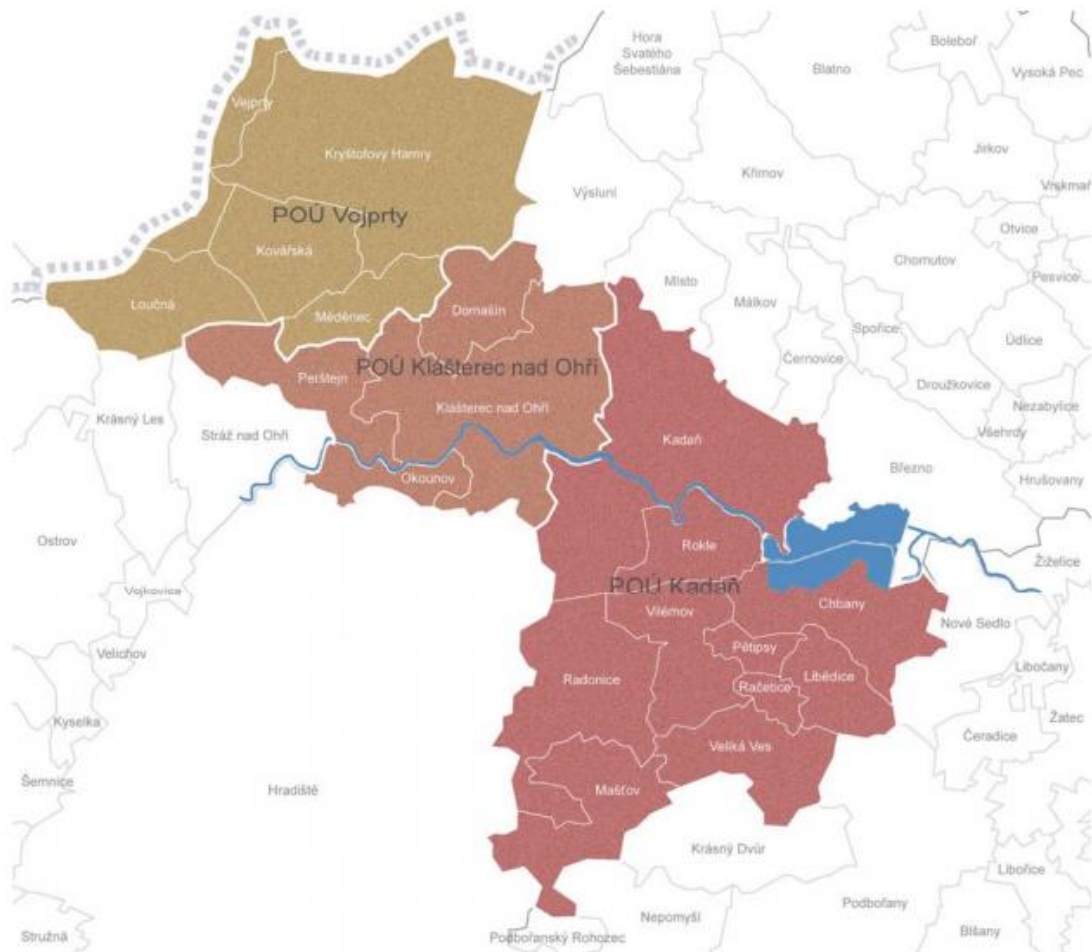 Hora
Svatého
Šebestiána
Boleboř
Blatno
Vysoká Pec
Vejprty
Kryštofovy Hamry
Jirkov
Křimov
Výsluní
Vrskmaň
POÚ Vejprty
Otvice
Kovářská
Chomutov
Místo
Pesvice
Málkov
Loučná
Domašín
Spořice
Měděnec
Údlice
Černovice
POÚ Klášterec nad Ohří
Perštejn
Droužkovice
Klášterec nad Ohří
Nezabylice
Krásný Les
Všehrdy
Stráž nad Ohří
Kadaň
Březno
Okounov
Hrušovany
Ostrov
Rokle
Žiželice
Vojkovice
POÚ Kadaň
Chbany
Vilémov
Nové Sedlo
Pětipsy
Velichov
Libočany
Radonice
Libědice
Račetice
Kyselka
Žatec
Čeradice
Veliká Ves
Šemnice
Hradiště
Mašťov
Krásný Dvůr
Libořice
Podbořany
Nepomyšl
Blšany
Stružná
Podbořanský Rohozec